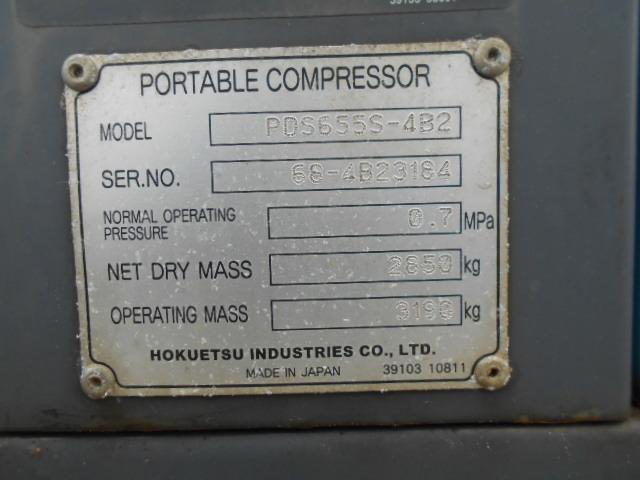 PORTABLE COMPRESSOR
MODEL PDS655S-4B2
SER.NO. 68-4B23184
NORMAL OPERATING
PRESSURE 0.7 MPa
NET DRY MASS 2850 kg
OPERATING MASS 3190 kg
HOKUETSU INDUSTRIES CO., LTD.
MADE IN JAPAN 39103 10811